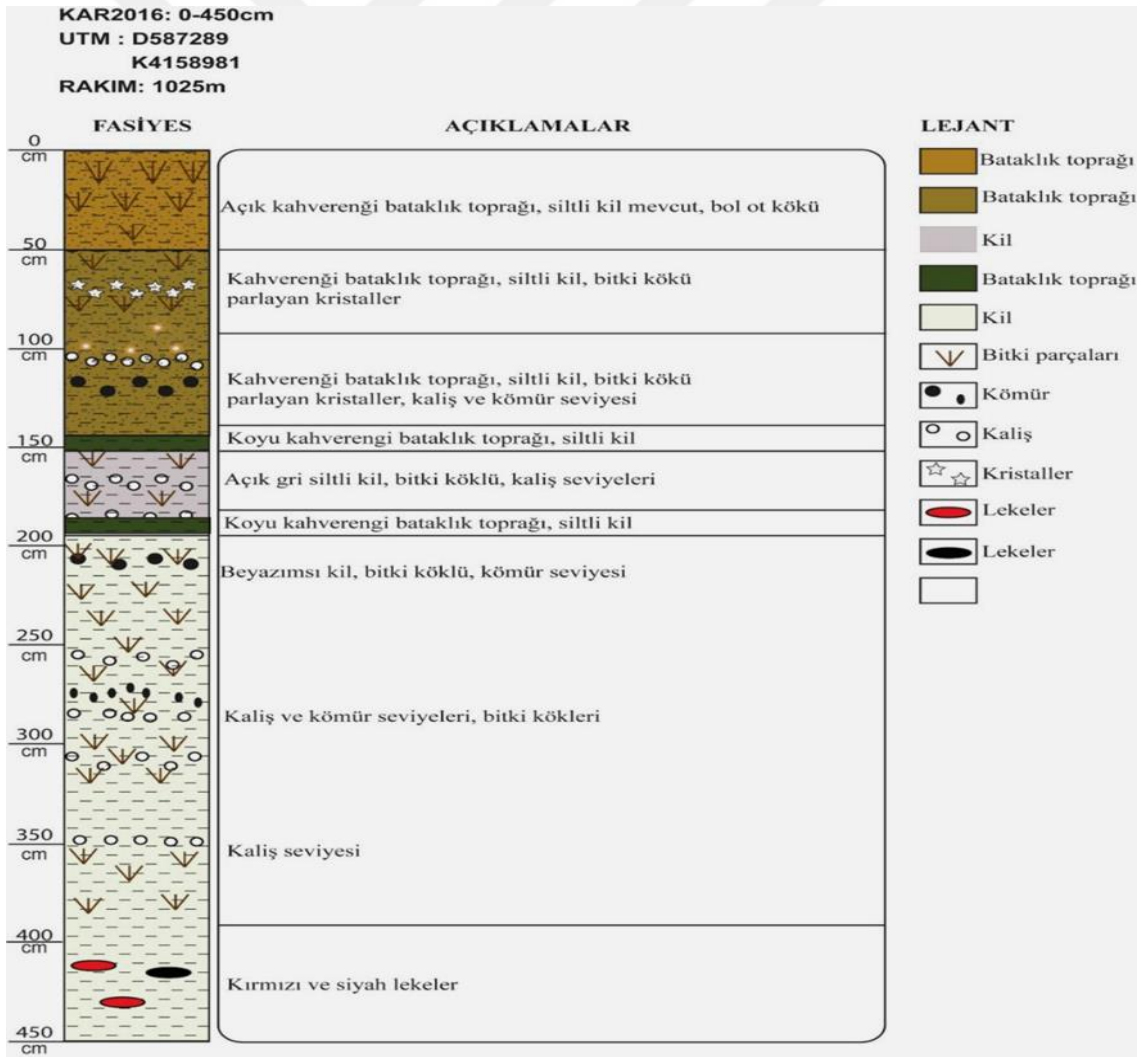 KAR2016: 0-450cm
UTM : D587289
K4158981
RAKIM: 1025m
FASİYES
AÇIKLAMALAR
LEJANT
0
cm
50
cm
100
cm
150
cm
200
cm
250
cm
300
cm
350
cm
400
cm
450
cm
Açık kahverenği bataklık toprağı, siltli kil mevcut, bol ot kökü
Kahverenği bataklık toprağı, siltli kil, bitki kökü
parlayan kristaller
Kahverenği bataklık toprağı, siltli kil, bitki kökü
parlayan kristaller, kaliş ve kömür seviyesi
Koyu kahverengi bataklık toprağı, siltli kil
Açık gri siltli kil, bitki köklü, kaliş seviyeleri
Koyu kahverengi bataklık toprağı, siltli kil
Beyazımsı kil, bitki köklü, kömür seviyesi
Kaliş ve kömür seviyeleri, bitki kökleri
Kaliş seviyesi
Kırmızı ve siyah lekeler
Bataklık toprağı
Bataklık toprağı
Kil
Bataklık toprağı
Kil
Bitki parçaları
Kömür
Kaliş
Kristaller
Lekeler
Lekeler